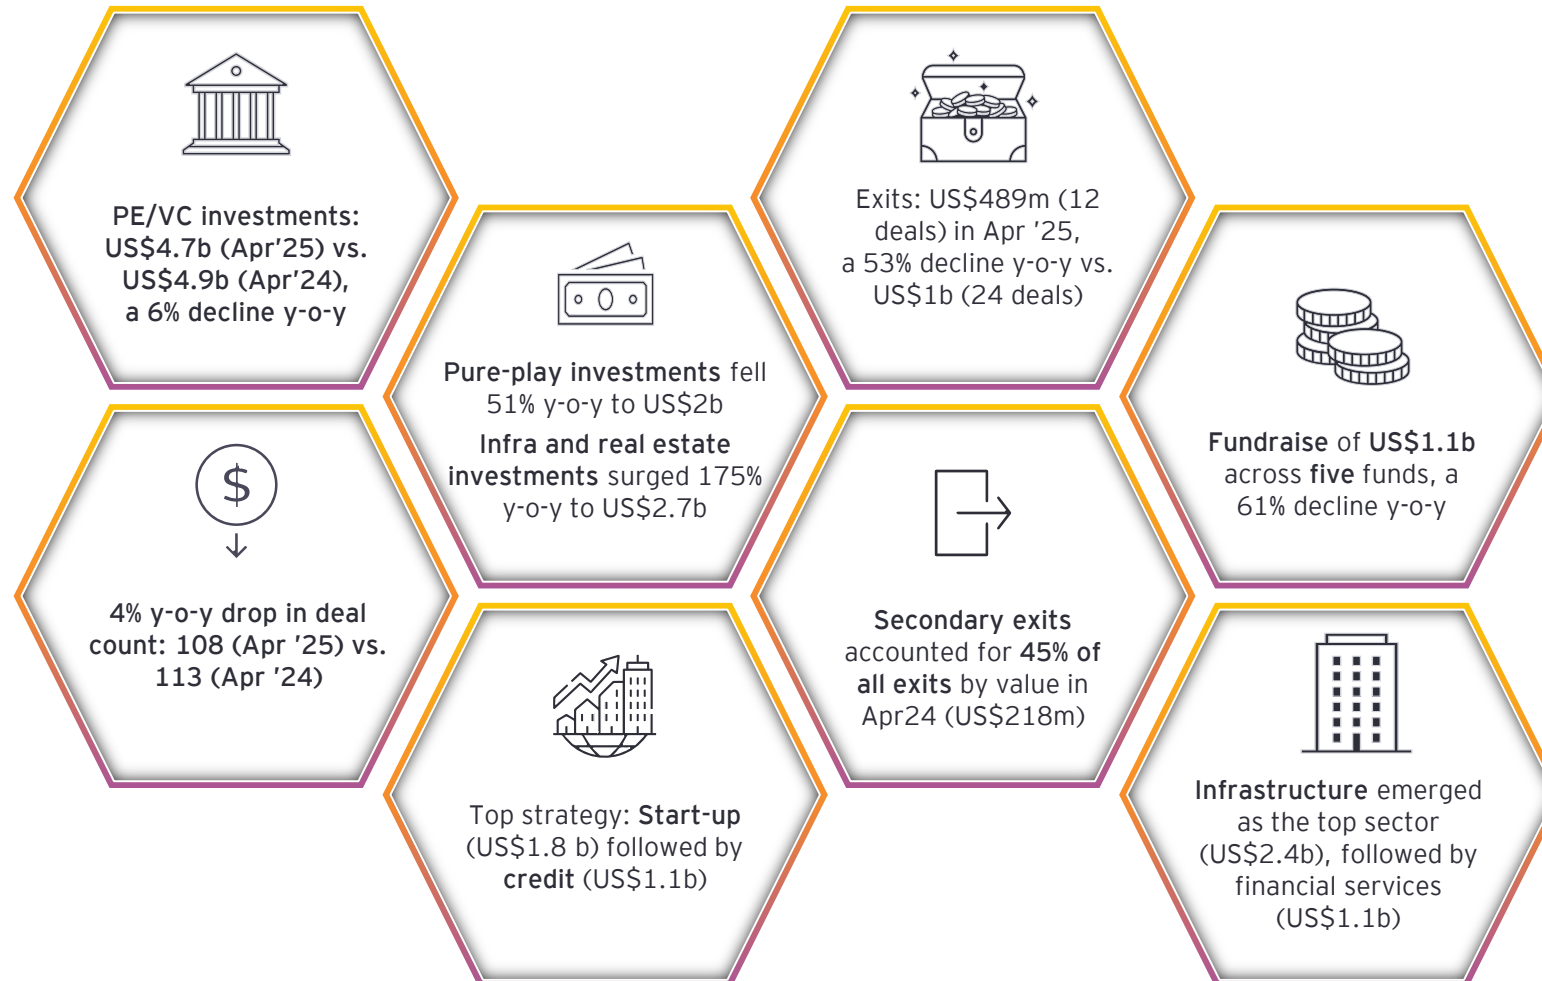 PE/VC investments:
US$4.7b (Apr'25) vs.
US$4.9b (Apr'24),
a 6% decline y-o-y
4% y-o-y drop in deal
count: 108 (Apr ’25) vs.
113 (Apr ’24)
Pure-play investments fell
51% y-o-y to US$2b
Infra and real estate
investments surged 175%
y-o-y to US$2.7b
$
Top strategy: Start-up
(US$1.8 b) followed by
credit (US$1.1b)
Exits: US$489m (12
deals) in Apr ’25,
a 53% decline y-o-y vs.
US$1b (24 deals)
Secondary exits
accounted for 45% of
all exits by value in
Apr24 (US$218m)
Fundraise of US$1.1b
across five funds, a
61% decline y-o-y
Infrastructure emerged
as the top sector
(US$2.4b), followed by
financial services
(US$1.1b)